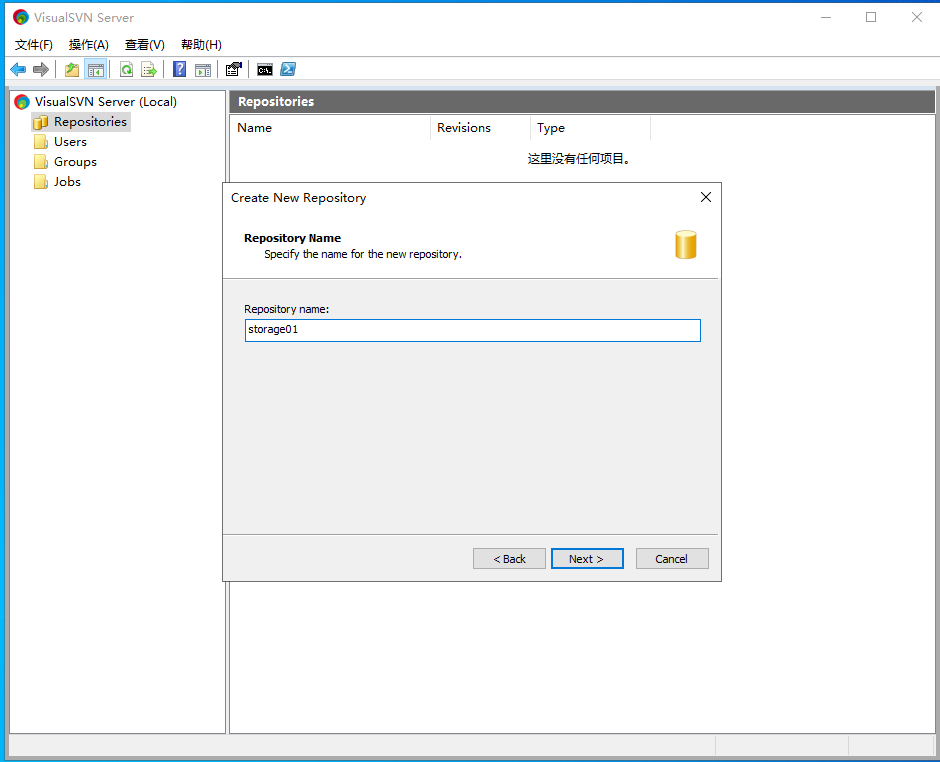 VisualSVN Server
文件(F) 操作(A) 查看(V) 帮助(H)
VisualSVN Server (Local)
Repositories
Users
Groups
Jobs
Repositories
Name Revisions Type
这里没有任何项目。
Create New Repository
Repository Name
Specify the name for the new repository.
Repository name:
storage01
< Back Next > Cancel